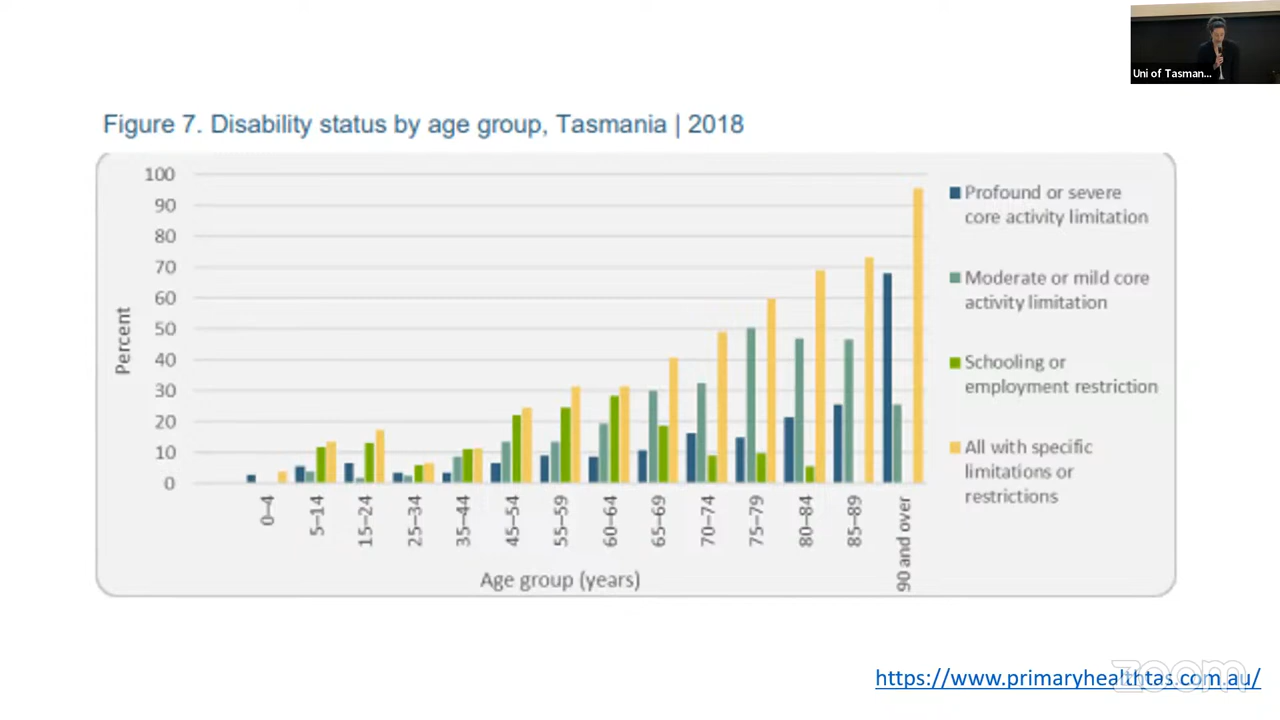 Uni of Tasman...
Figure 7. Disability status by age group, Tasmania | 2018
100
90
80
70
60
50
40
30
20
10
0
Percent
0–4
5–14
15–24
25–34
35–44
45–54
55–59
60–64
65–69
70–74
75–79
80–84
85–89
90 and over
Age group (years)
Profound or severe
core activity limitation
Moderate or mild core
activity limitation
Schooling or
employment restriction
All with specific
limitations or
restrictions
https://www.primaryhealthtas.com.au/
zoom